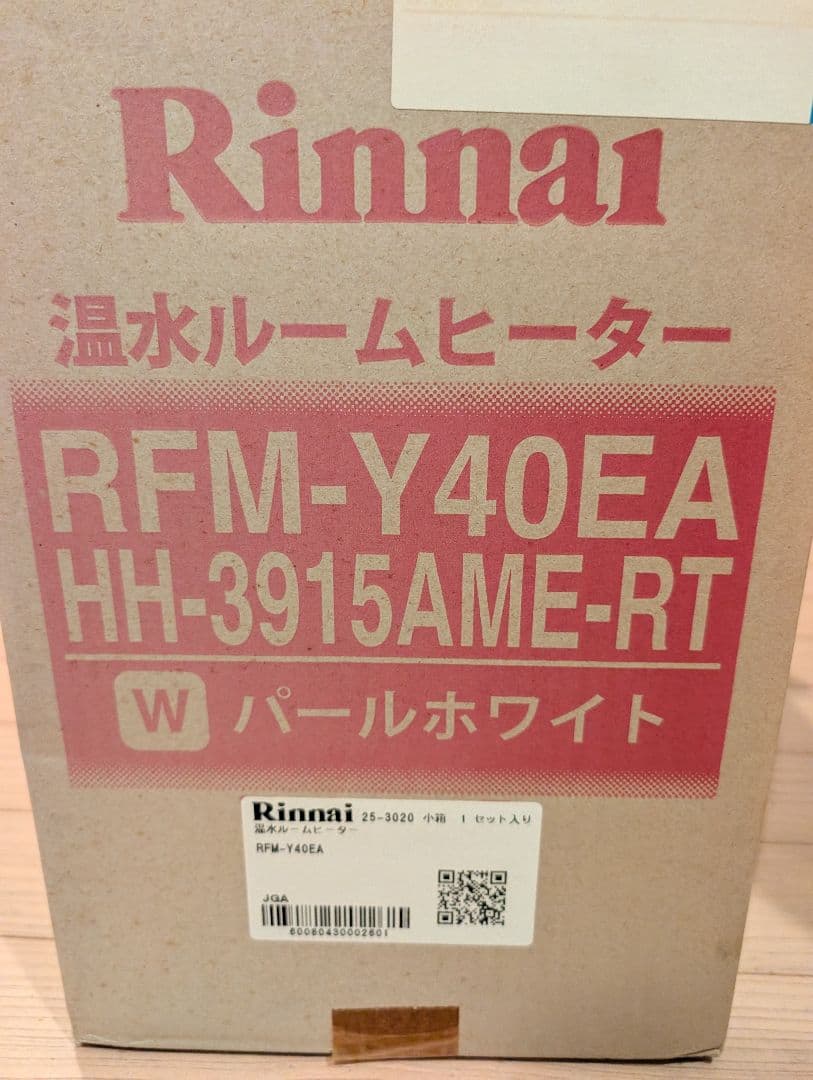 Rinnai
温水ルームヒーター
RFM-Y40EA
HH-3915AME-RT
W パールホワイト
Rinnai 25-3020 小箱 1 セット入り
温水ルームヒーター
RFM-Y40EA
JGA
60080430002601